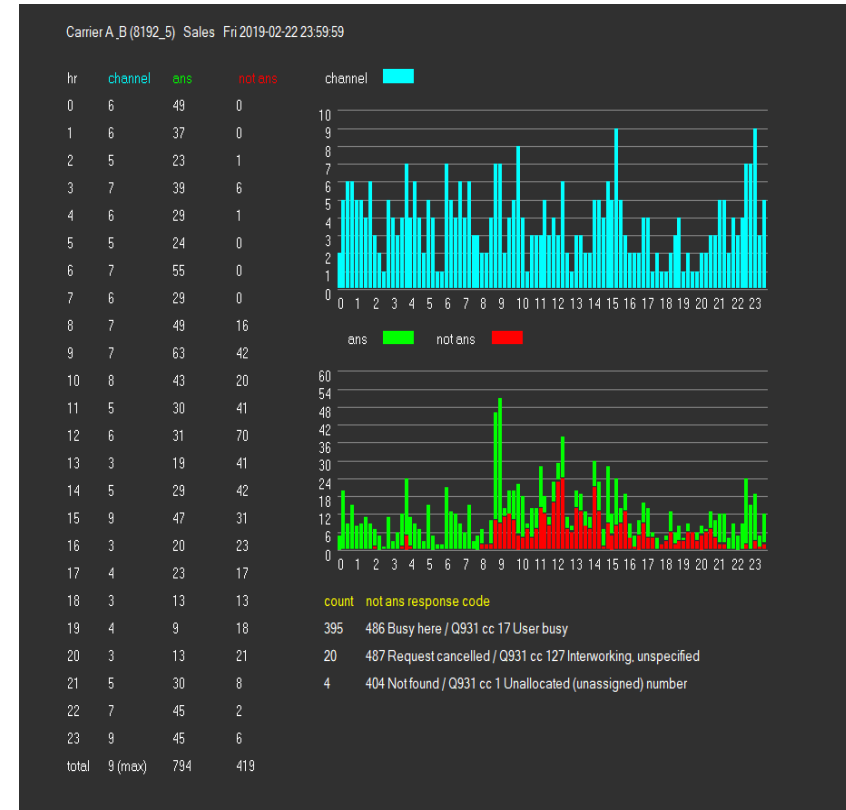 Carrier A_B (8192_5) Sales Fri 2019-02-22 23:59:59
hr channel ans not ans
0 6 49 0
1 6 37 0
2 5 23 1
3 7 39 6
4 6 29 1
5 5 24 0
6 7 55 0
7 6 29 0
8 7 49 16
9 7 63 42
10 8 43 20
11 5 30 41
12 6 31 70
13 3 19 41
14 5 29 42
15 9 47 31
16 3 20 23
17 4 23 17
18 3 13 13
19 4 9 18
20 3 13 21
21 5 30 8
22 7 45 2
23 9 45 6
total 9 (max) 794 419
channel
10
9
8
7
6
5
4
3
2
1
0
0 1 2 3 4 5 6 7 8 9 10 11 12 13 14 15 16 17 18 19 20 21 22 23
ans not ans
60
54
48
42
36
30
24
18
12
6
0
0 1 2 3 4 5 6 7 8 9 10 11 12 13 14 15 16 17 18 19 20 21 22 23
count not ans response code
395 486 Busy here / Q931 cc 17 User busy
20 487 Request cancelled / Q931 cc 127 Interworking, unspecified
4 404 Not found / Q931 cc 1 Unallocated (unassigned) number